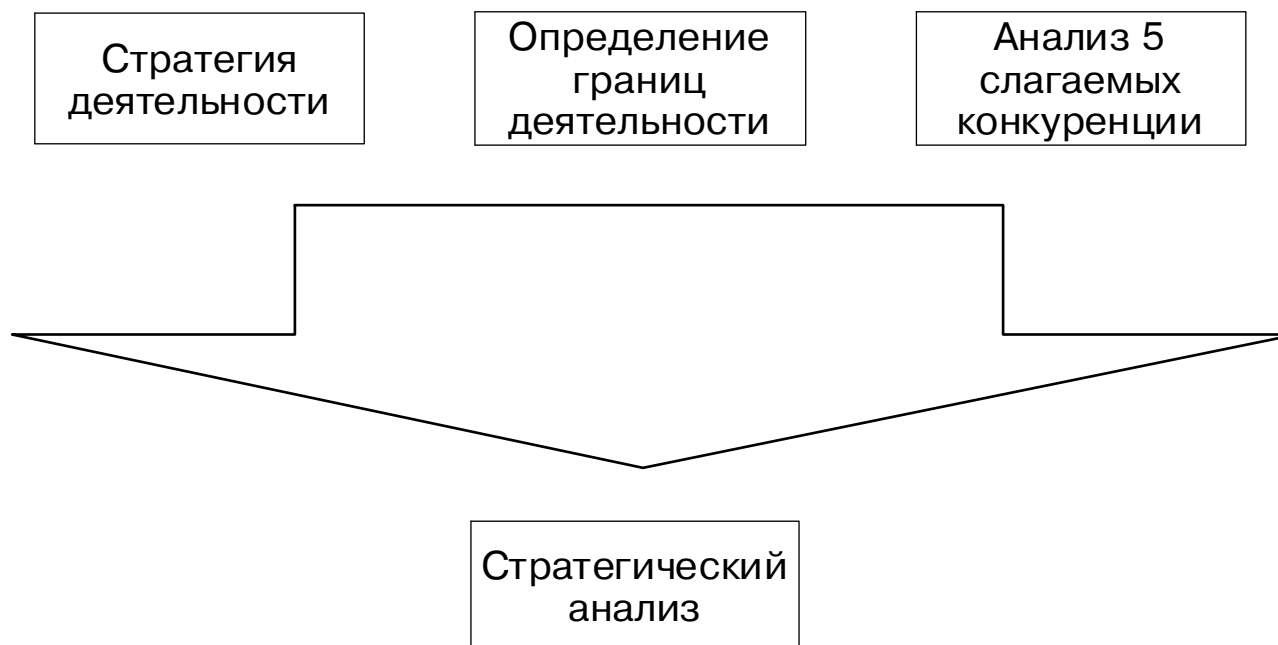 Стратегия
деятельности
Определение
границ
деятельности
Анализ 5
слагаемых
конкуренции
Стратегический
анализ